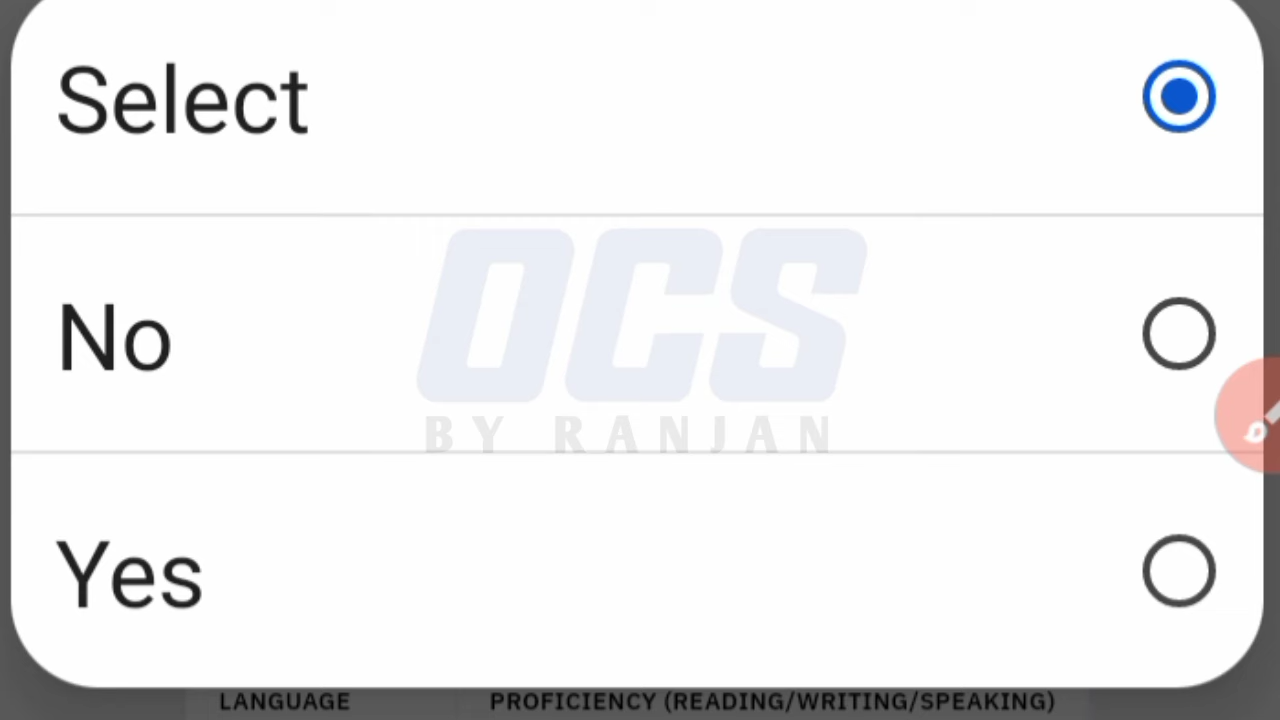 Select
No
OCS
BY RANJAN
Yes
LANGUAGE PROFICIENCY (READING/WRITING/SPEAKING)